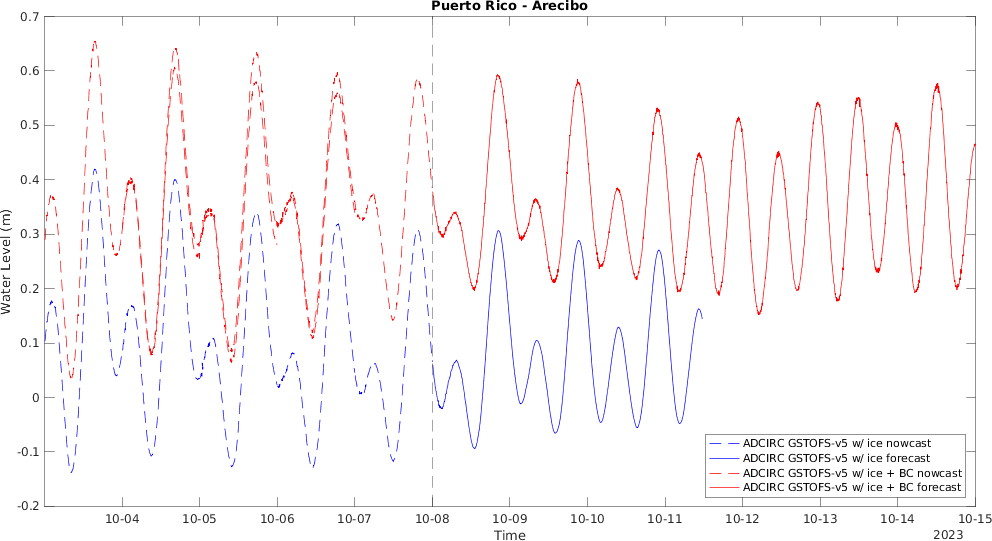 Puerto Rico - Arecibo
0.7
0.6
0.5
0.4
0.3
0.2
0.1
0
-0.1
-0.2
Water Level (m)
10-04 10-05 10-06 10-07 10-08 10-09 10-10 10-11 10-12 10-13 10-14 10-15
Time
2023
ADCIRC GSTOFS-v5 w/ ice nowcast
ADCIRC GSTOFS-v5 w/ ice forecast
ADCIRC GSTOFS-v5 w/ ice + BC nowcast
ADCIRC GSTOFS-v5 w/ ice + BC forecast